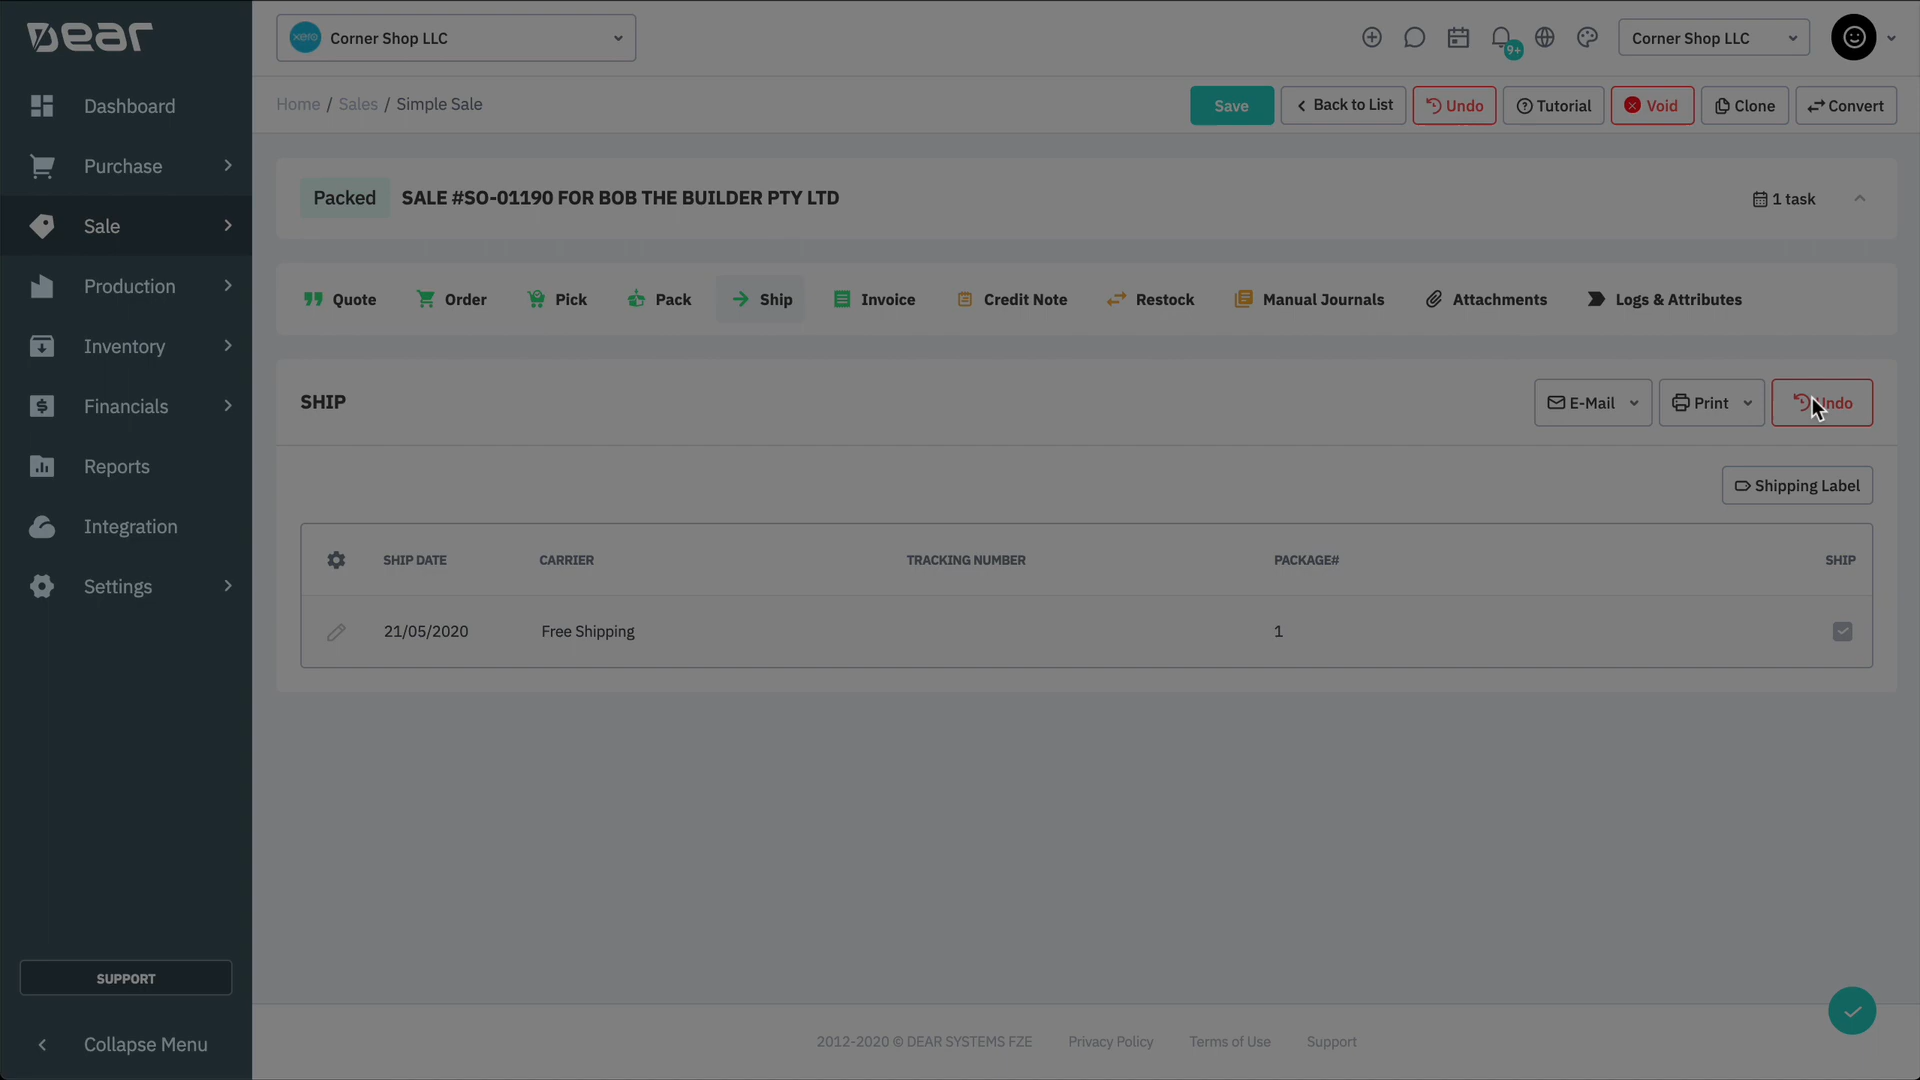 Dear
xero Corner Shop LLC
9+
Corner Shop LLC
Home / Sales / Simple Sale
Save
Back to List
Undo
Tutorial
Void
Clone
Convert
Dashboard
Purchase
Sale
Production
Inventory
Financials
Reports
Integration
Settings
Packed SALE #SO-01190 FOR BOB THE BUILDER PTY LTD
1 task
Quote
Order
Pick
Pack
Ship
Invoice
Credit Note
Restock
Manual Journals
Attachments
Logs & Attributes
SHIP
E-Mail
Print
Undo
Shipping Label
SHIP DATE CARRIER TRACKING NUMBER PACKAGE# SHIP
21/05/2020 Free Shipping 1
SUPPORT
Collapse Menu
2012-2020 © DEAR SYSTEMS FZE Privacy Policy Terms of Use Support